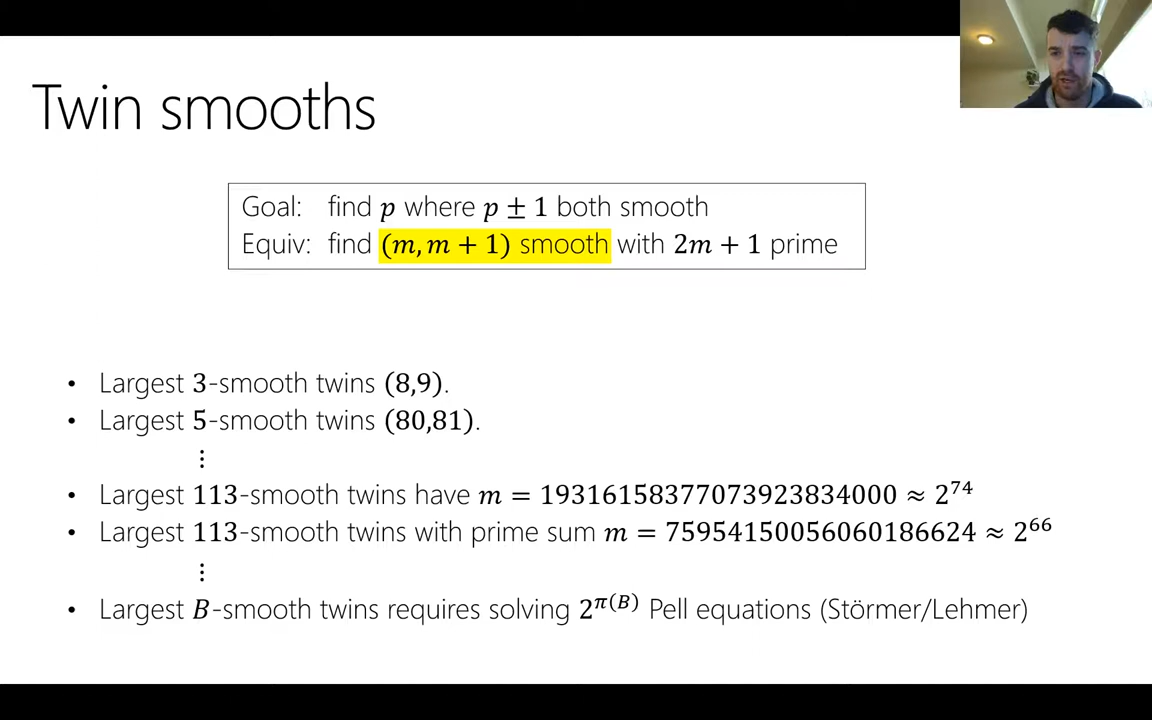 Twin smooths
Goal: find p where p ± 1 both smooth
Equiv: find (m, m + 1) smooth with 2m + 1 prime
• Largest 3-smooth twins (8,9).
• Largest 5-smooth twins (80,81).
⋮
• Largest 113-smooth twins have m = 19316158377073923834000 ≈ 2^74
• Largest 113-smooth twins with prime sum m = 75954150056060186624 ≈ 2^66
⋮
• Largest B-smooth twins requires solving 2^π(B) Pell equations (Störmer/Lehmer)